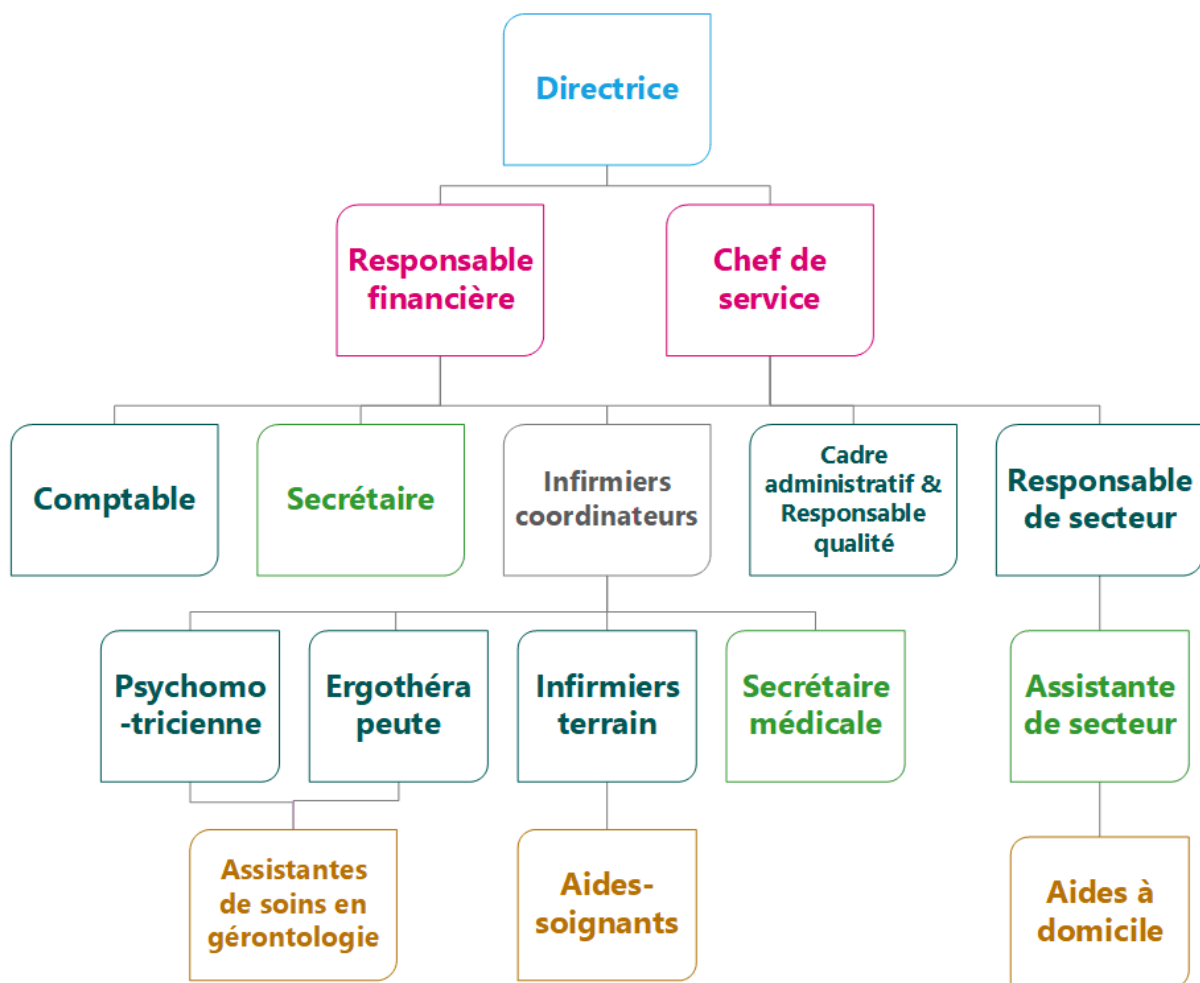 Directrice
Responsable
financière
Chef de
service
Comptable
Secrétaire
Infirmiers
coordinateurs
Cadre
administratif &
Responsable
qualité
Responsable
de secteur
Psychomo
-tricienne
Ergothéra
peute
Infirmiers
terrain
Secrétaire
médicale
Assistante
de secteur
Assistantes
de soins en
gérontologie
Aides-
soignants
Aides à
domicile